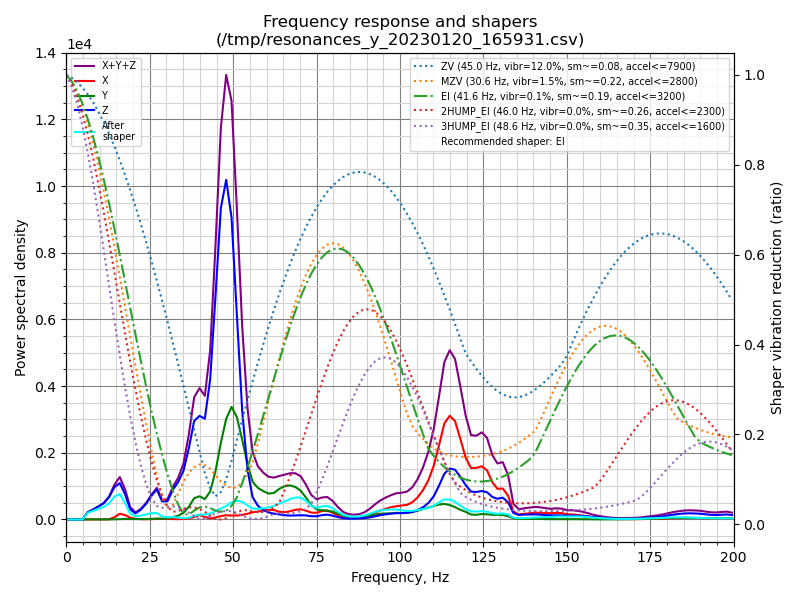 Frequency response and shapers
(/tmp/resonances_y_20230120_165931.csv)
1e4
X+Y+Z
X
Y
Z
After
shaper
ZV (45.0 Hz, vibr=12.0%, sm~=0.08, accel<=7900)
MZV (30.6 Hz, vibr=1.5%, sm~=0.22, accel<=2800)
EI (41.6 Hz, vibr=0.1%, sm~=0.19, accel<=3200)
2HUMP_EI (46.0 Hz, vibr=0.0%, sm~=0.26, accel<=2300)
3HUMP_EI (48.6 Hz, vibr=0.0%, sm~=0.35, accel<=1600)
Recommended shaper: EI
Power spectral density
1.4
1.2
1.0
0.8
0.6
0.4
0.2
0.0
1.0
0.8
0.6
0.4
0.2
0.0
Shaper vibration reduction (ratio)
0 25 50 75 100 125 150 175 200
Frequency, Hz